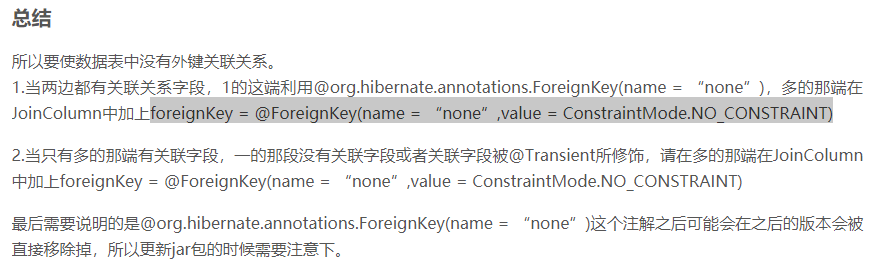 总结
所以要使数据表中没有外键关联关系。
1.当两边都有关联关系字段，1的这端利用@org.hibernate.annotations.ForeignKey(name = “none”)，多的那端在
JoinColumn中加上foreignKey = @ForeignKey(name = “none”,value = ConstraintMode.NO_CONSTRAINT)
2.当只有多的那端有关联字段，一的那段没有关联字段或者关联字段被@Transient所修饰，请在多的那端在JoinColumn
中加上foreignKey = @ForeignKey(name = “none”,value = ConstraintMode.NO_CONSTRAINT)
最后需要说明的是@org.hibernate.annotations.ForeignKey(name = “none”)这个注解之后可能会在之后的版本会被
直接移除掉，所以更新jar包的时候需要注意下。